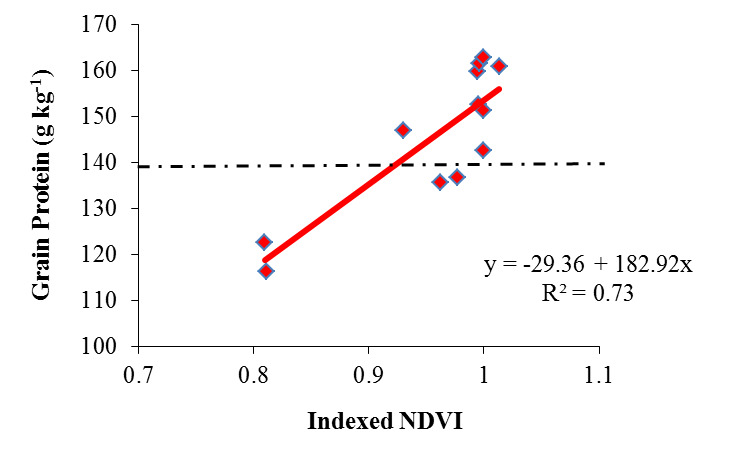 170
160
150
140
130
120
110
100
Grain Protein (g kg⁻¹)
y = -29.36 + 182.92x
R² = 0.73
0.7 0.8 0.9 1 1.1
Indexed NDVI